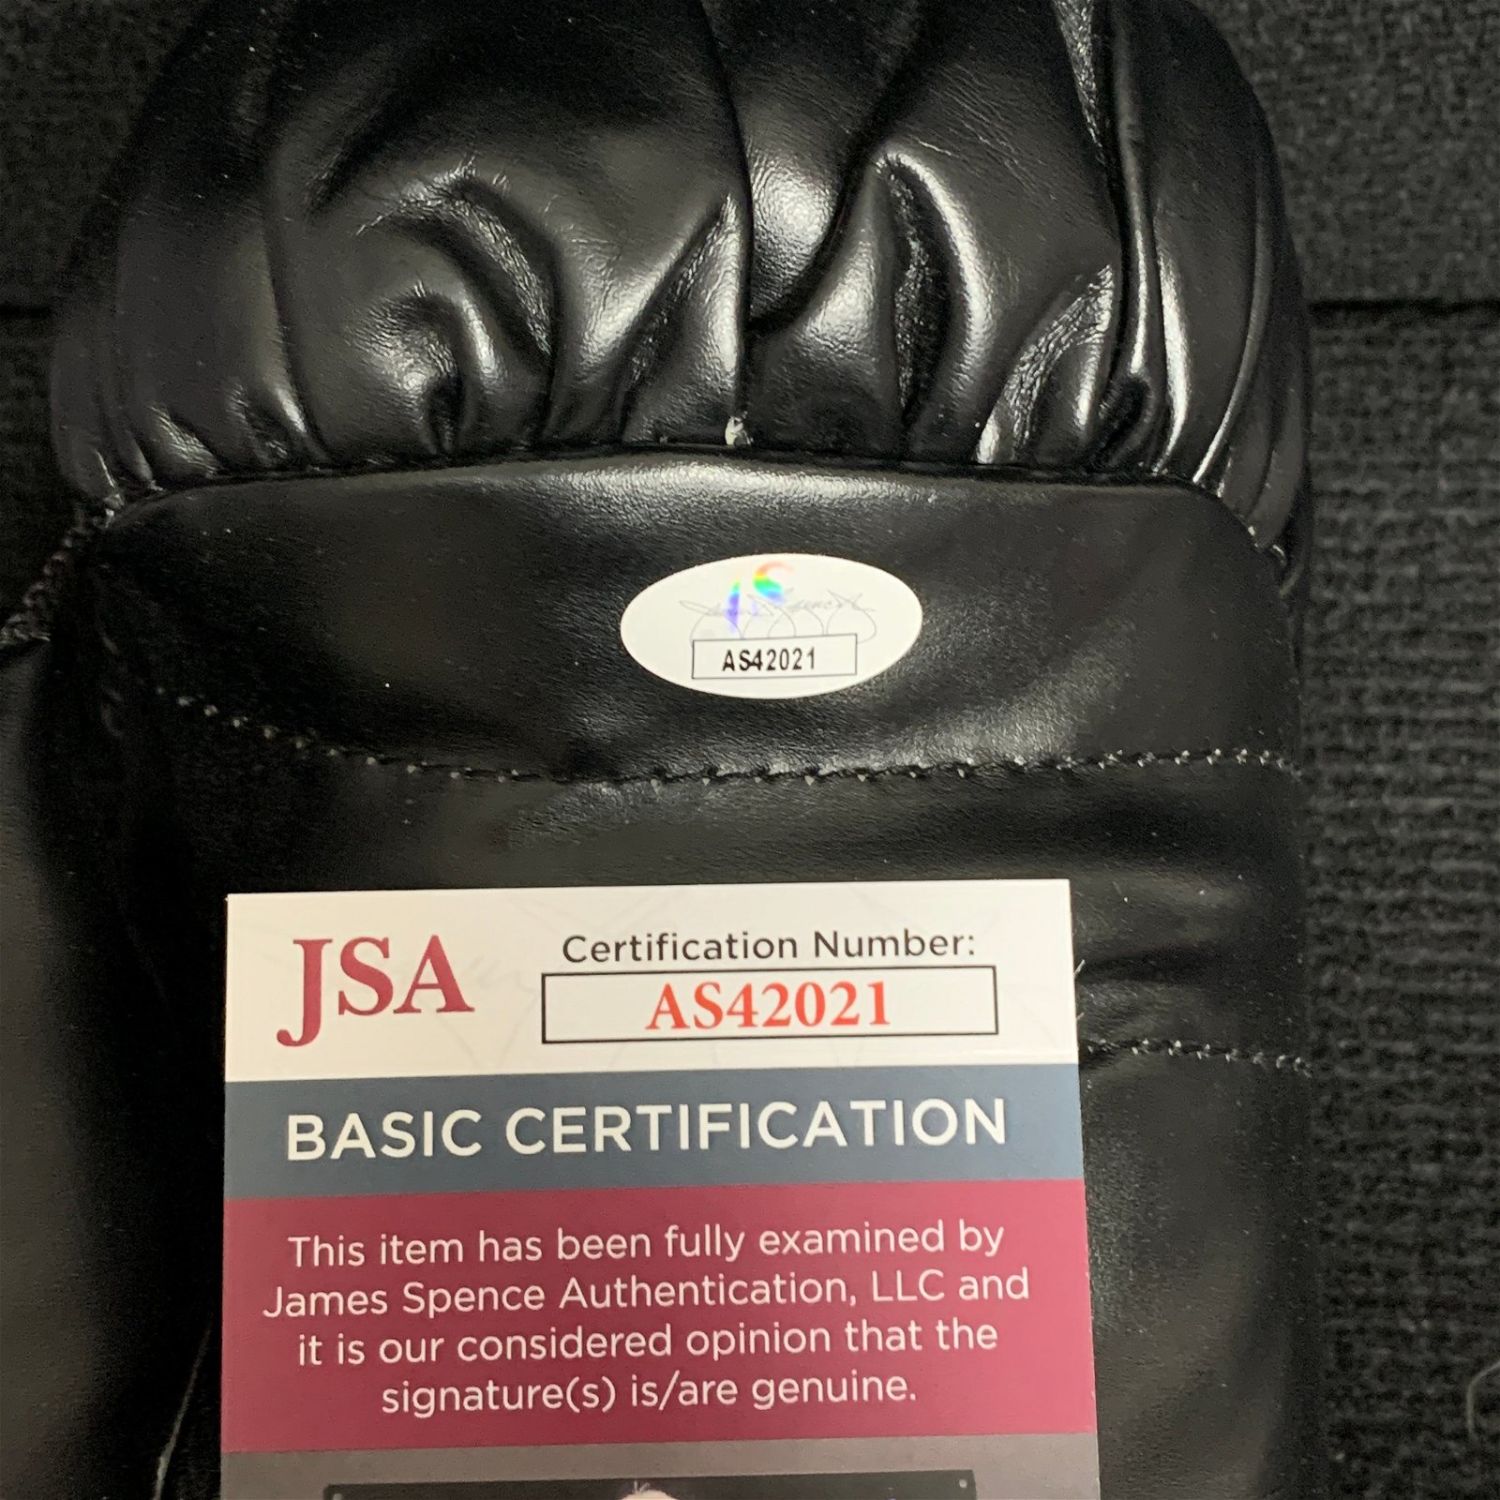 AS42021
JSA
Certification Number:
AS42021
BASIC CERTIFICATION
This item has been fully examined by
James Spence Authentication, LLC and
it is our considered opinion that the
signature(s) is/are genuine.